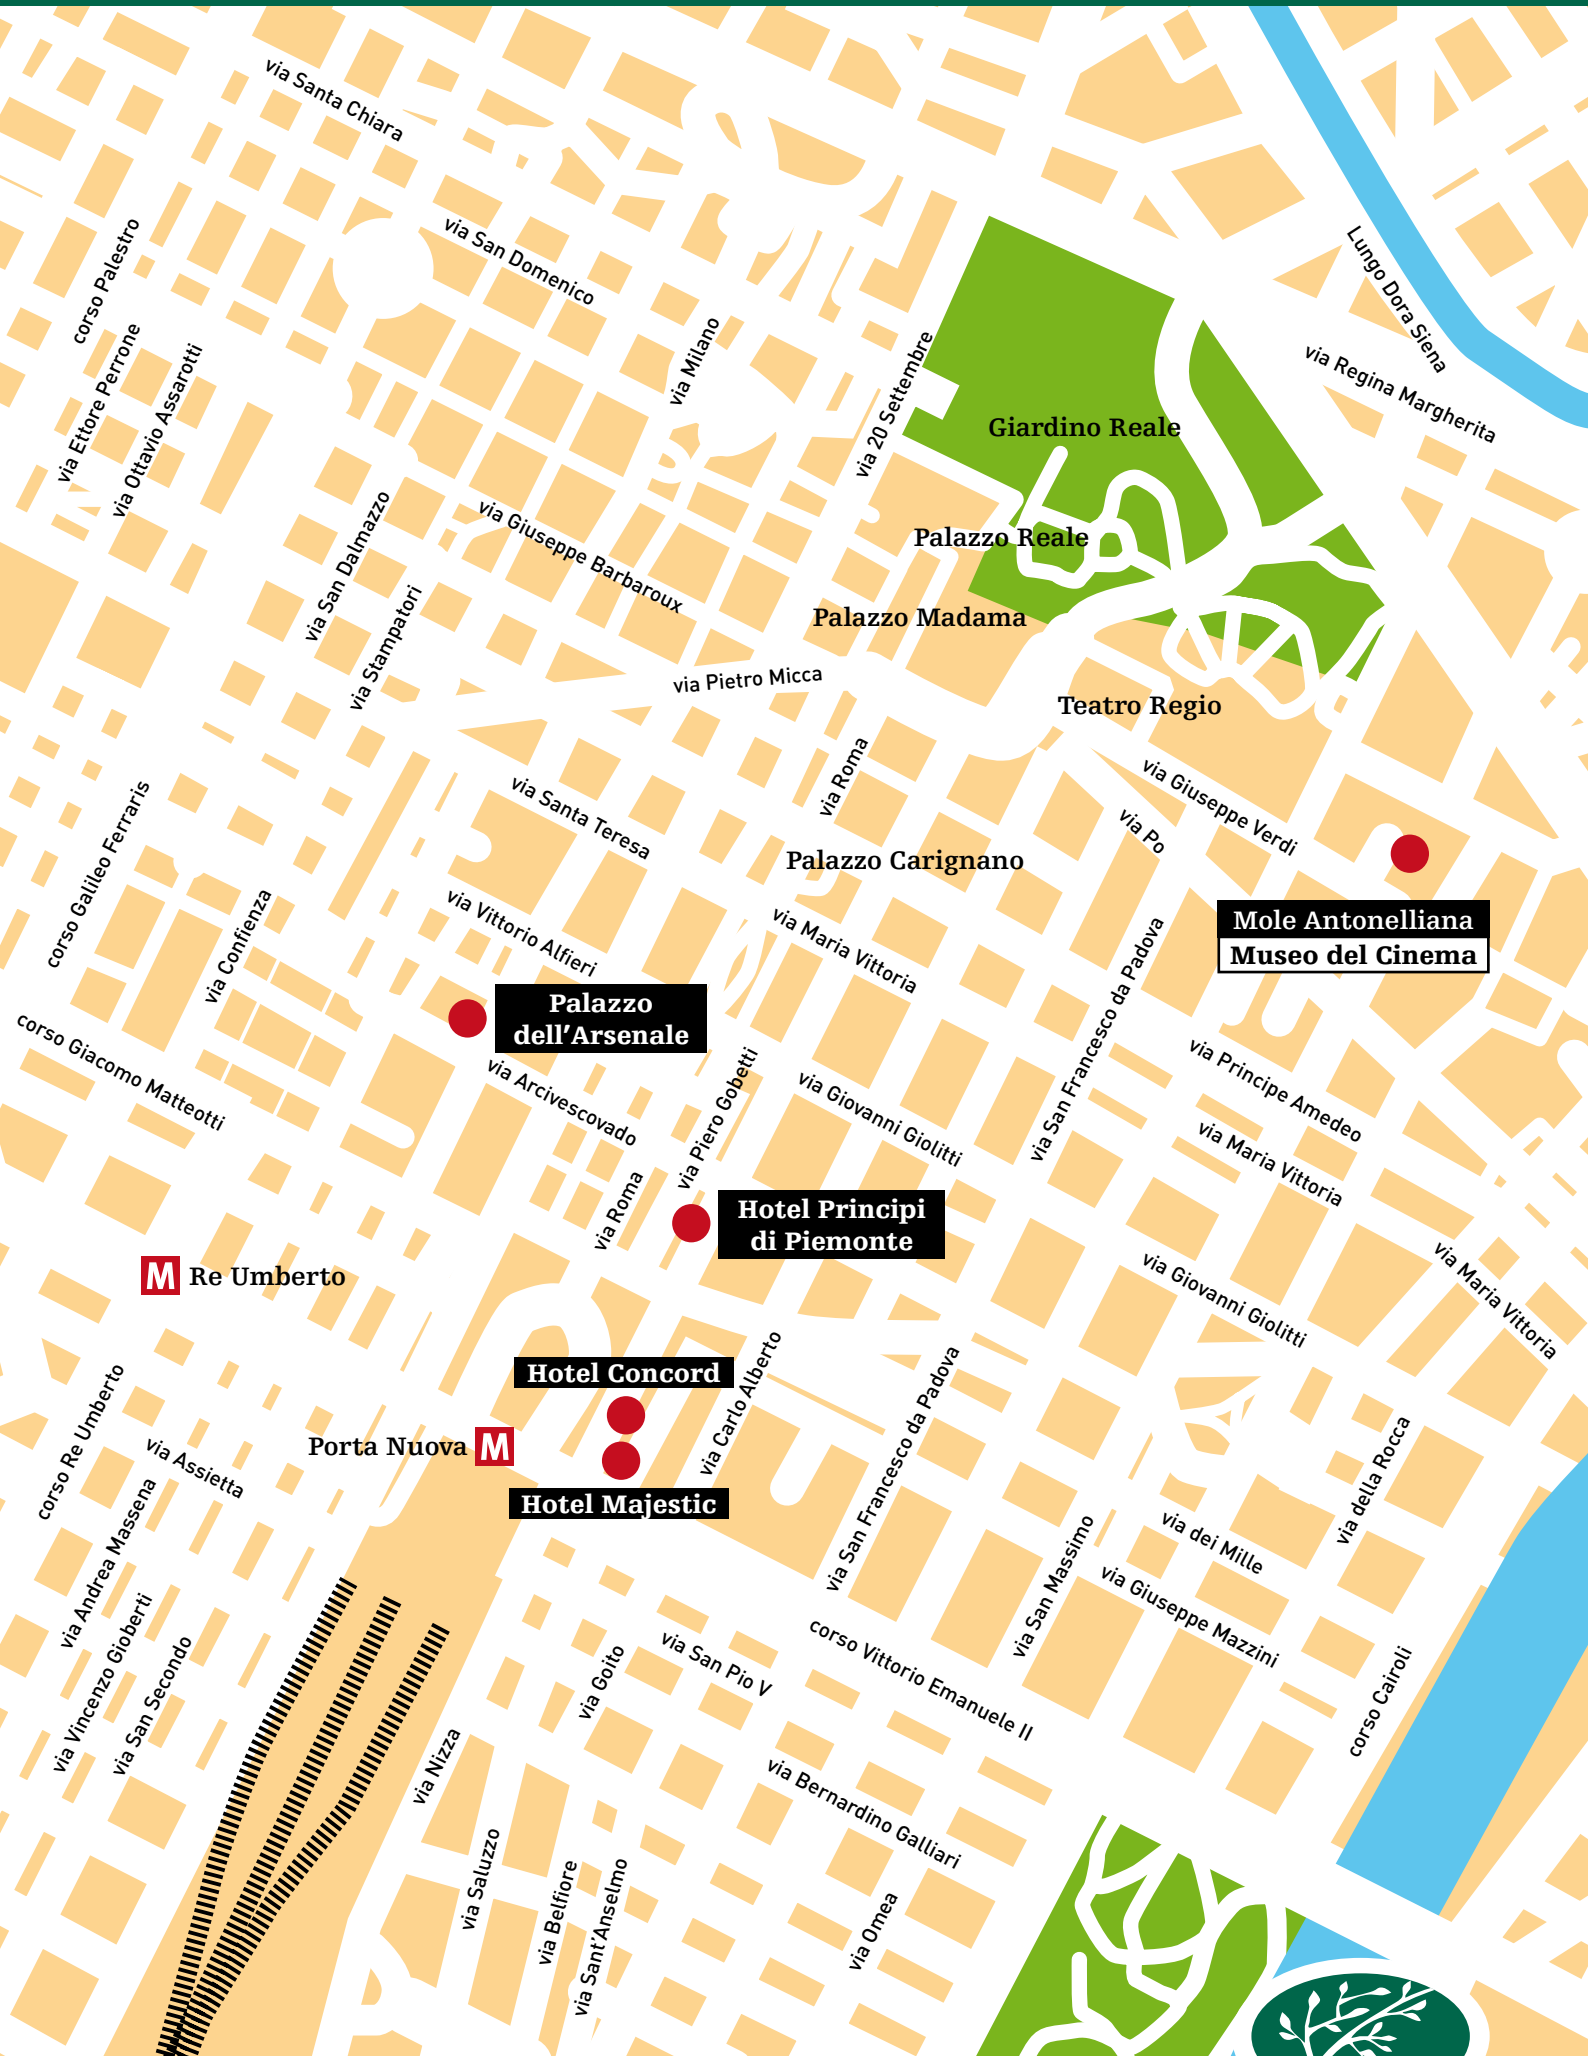 via Santa Chiara
corso Palestro
via San Domenico
Lungo Dora Siena
via Ettore Perrone
via Ottavio Assarotti
via Milano
via 20 Settembre
via Regina Margherita
Giardino Reale
via San Dalmazzo
via Giuseppe Barbaroux
Palazzo Reale
via Stampatori
Palazzo Madama
via Pietro Micca
Teatro Regio
via Roma
via Giuseppe Verdi
corso Galileo Ferraris
via Santa Teresa
via Po
Palazzo Carignano
via Confienza
via Vittorio Alfieri
via Maria Vittoria
via San Francesco da Padova
Mole Antonelliana
Museo del Cinema
Palazzo
dell'Arsenale
corso Giacomo Matteotti
via Arcivescovado
via Piero Gobetti
via Giovanni Giolitti
via Principe Amedeo
via Maria Vittoria
via Roma
Hotel Principi
di Piemonte
M Re Umberto
via Giovanni Giolitti
via Maria Vittoria
Hotel Concord
via Carlo Alberto
via San Francesco da Padova
corso Re Umberto
via Assietta
Porta Nuova M
via della Rocca
Hotel Majestic
via Andrea Massena
via San Massimo
via dei Mille
via Giuseppe Mazzini
via Vincenzo Gioberti
via San Secondo
via Goito
via San Pio V
corso Vittorio Emanuele II
corso Cairoli
via Nizza
via Bernardino Galliari
via Saluzzo
via Belfiore
via Sant'Anselmo
via Omea